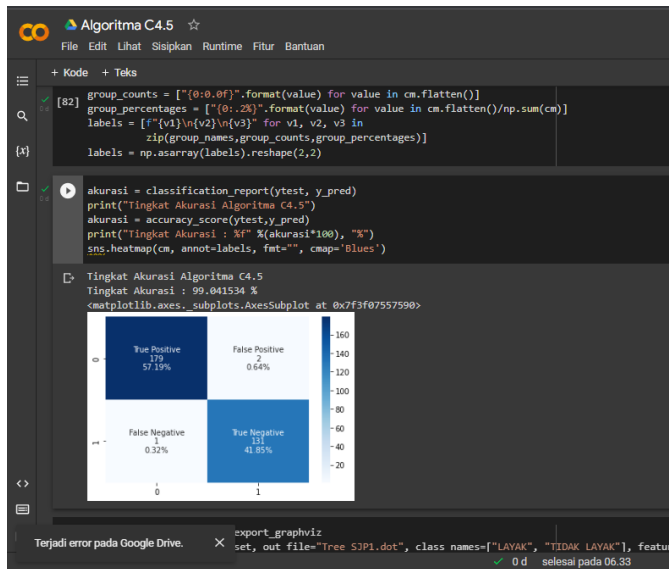 Algoritma C4.5
File Edit Lihat Sisipkan Runtime Fitur Bantuan
+ Kode + Teks
[82]
group_counts = ["{0:0.0f}".format(value) for value in cm.flatten()]
group_percentages = ["{0:.2%}".format(value) for value in cm.flatten()/np.sum(cm)]
labels = [f"{v1}\n{v2}\n{v3}" for v1, v2, v3 in
zip(group_names,group_counts,group_percentages)]
labels = np.asarray(labels).reshape(2,2)
{x}
akurasi = classification_report(ytest, y_pred)
print("Tingkat Akurasi Algoritma C4.5")
akurasi = accuracy_score(ytest,y_pred)
print("Tingkat Akurasi : %f" %(akurasi*100), "%")
sns.heatmap(cm, annot=labels, fmt="", cmap='Blues')
Tingkat Akurasi Algoritma C4.5
Tingkat Akurasi : 99.041534 %
<matplotlib.axes._subplots.AxesSubplot at 0x7f3f07557590>
True Positive
179
57.19%
False Positive
2
0.64%
False Negative
1
0.32%
True Negative
131
41.85%
0
1
0
1
160
140
120
100
80
60
40
20
export_graphviz
set, out file="Tree SJP1.dot", class names=["LAYAK", "TIDAK LAYAK"], featu
Terjadi error pada Google Drive.
0 d selesai pada 06.33